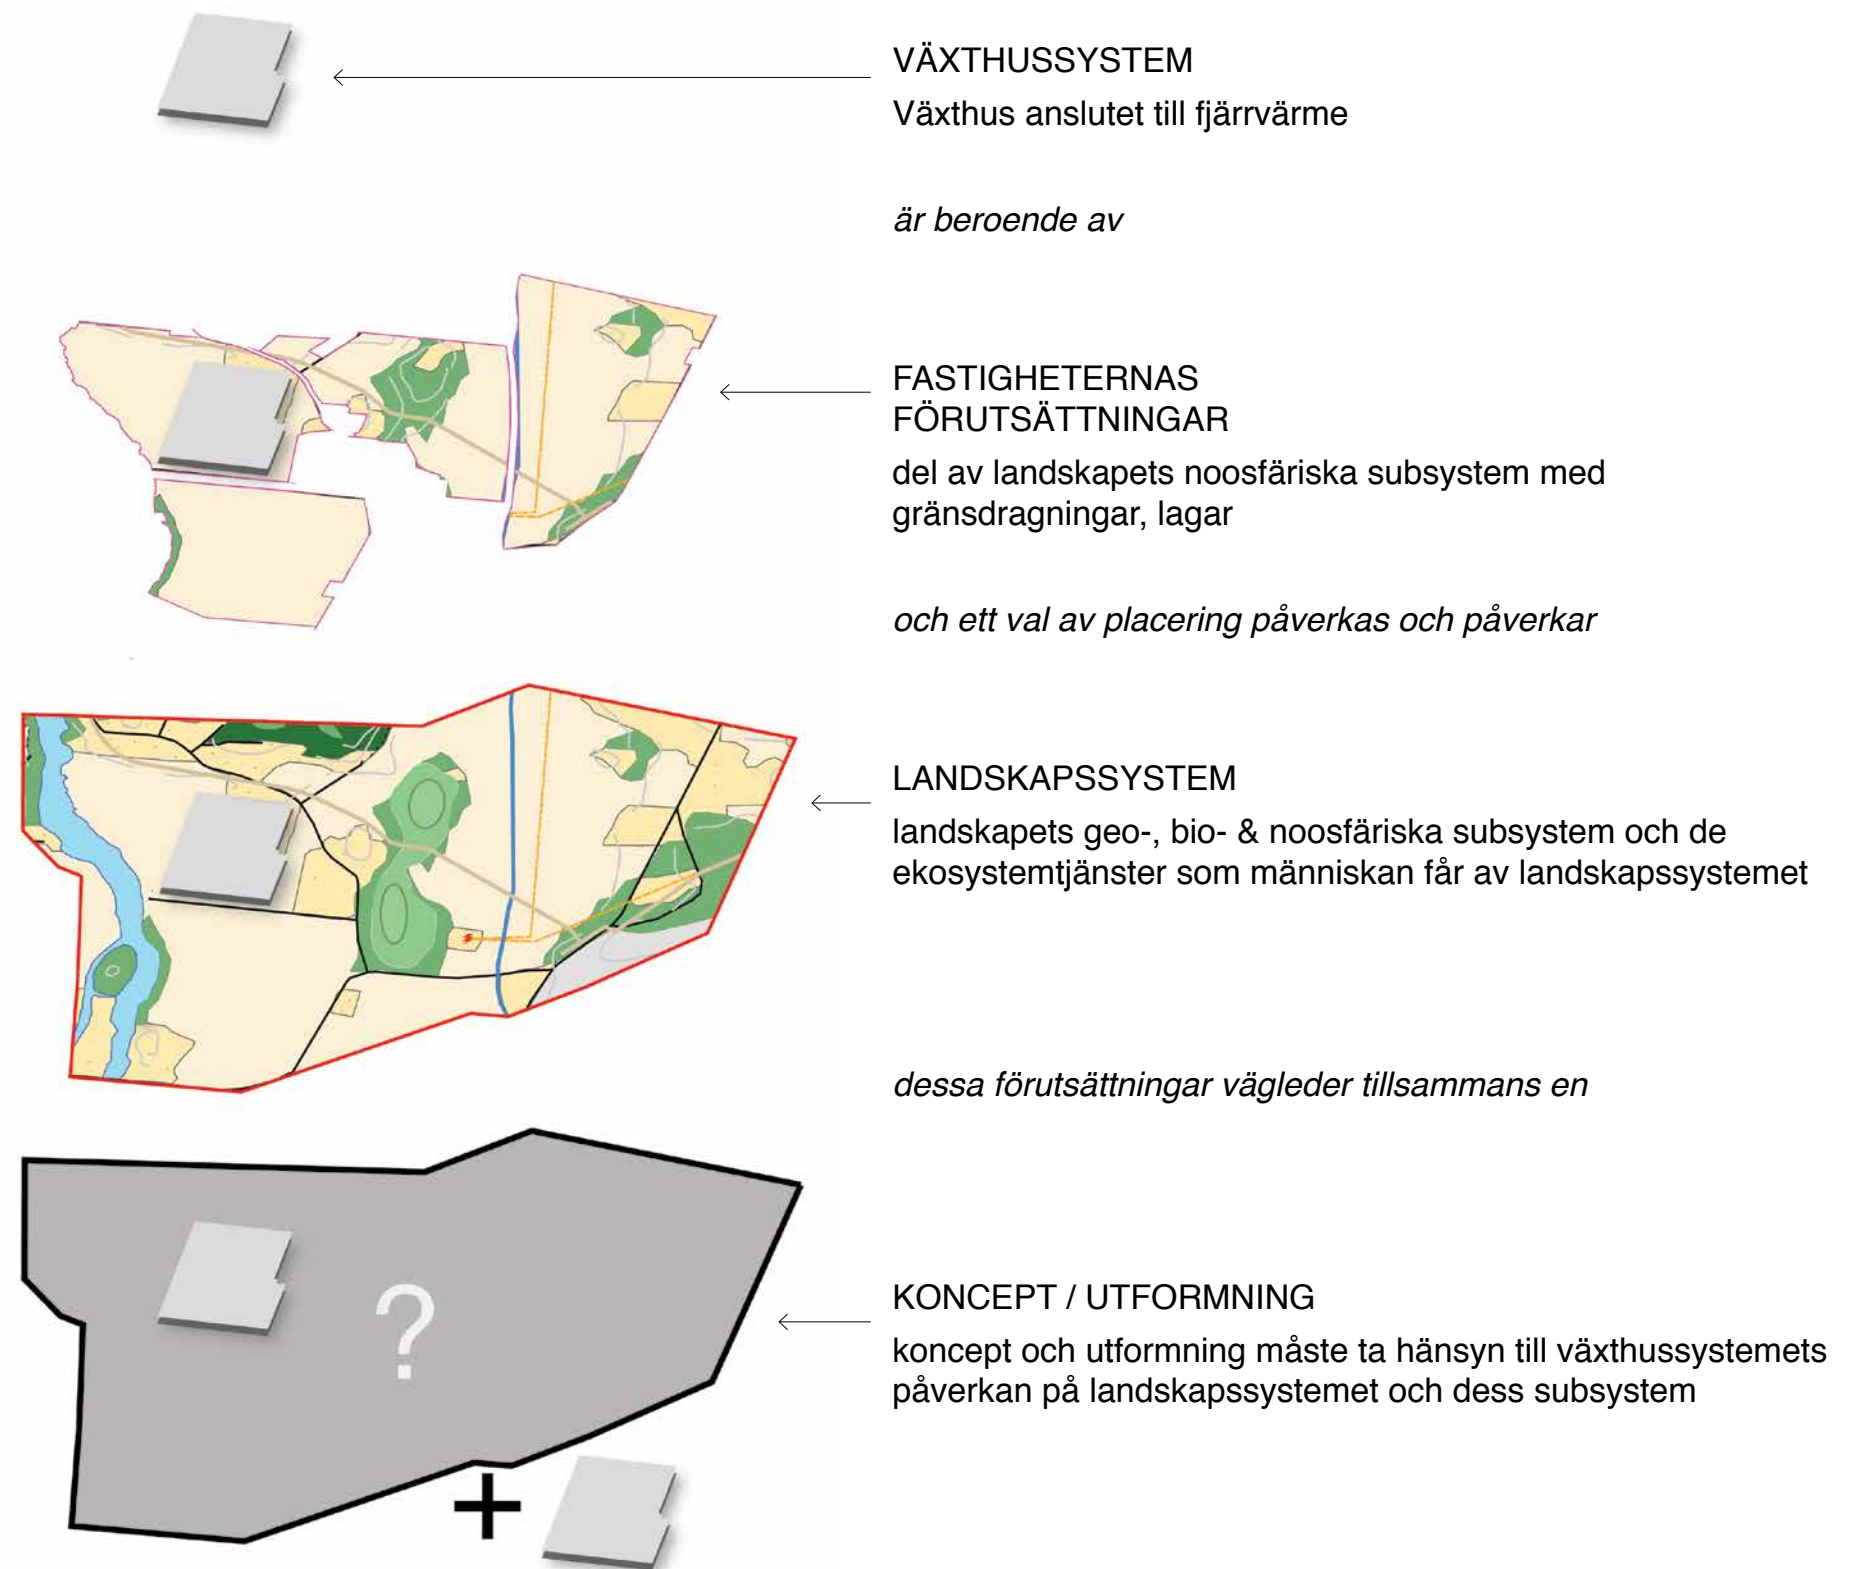 VÄXTHUSSYSTEM
Växthus anslutet till fjärrvärme
är beroende av
FASTIGHETERNAS
FÖRUTSÄTTNINGAR
del av landskapets noosfäriska subsystem med
gränsdragningar, lagar
och ett val av placering påverkas och påverkar
LANDSKAPSSYSTEM
landskapets geo-, bio- & noosfäriska subsystem och de
ekosystemtjänster som människan får av landskapssystemet
dessa förutsättningar vägleder tillsammans en
KONCEPT / UTFORMNING
koncept och utformning måste ta hänsyn till växthussystemets
påverkan på landskapssystemet och dess subsystem
?
+